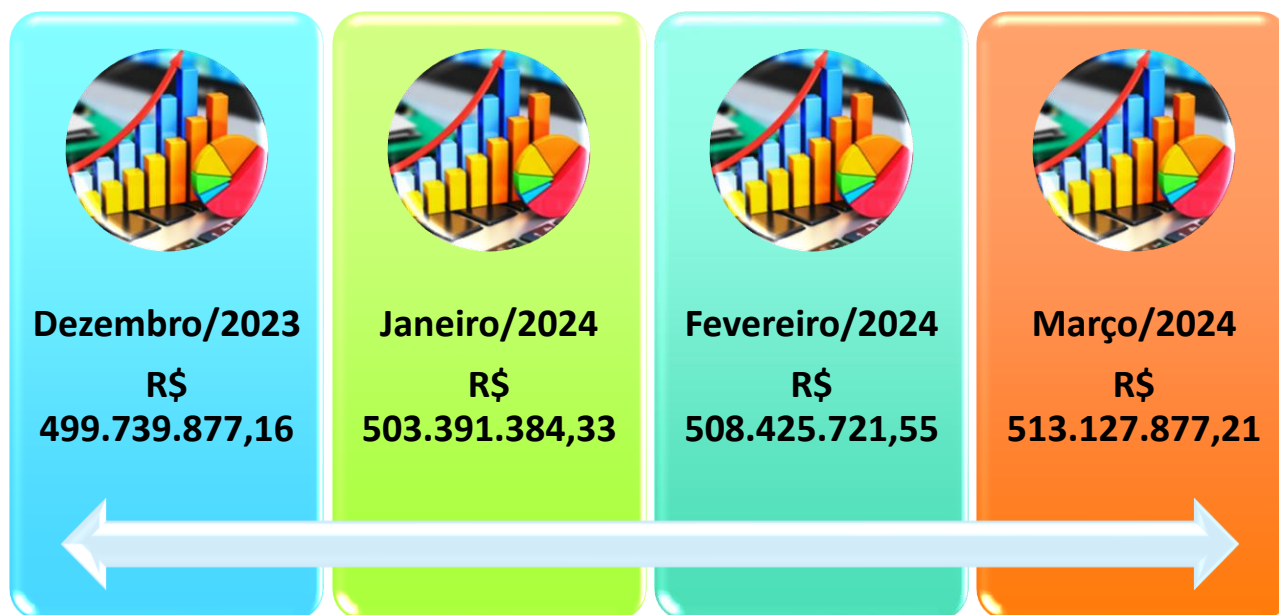 Dezembro/2023
R$
499.739.877,16
Janeiro/2024
R$
503.391.384,33
Fevereiro/2024
R$
508.425.721,55
Março/2024
R$
513.127.877,21